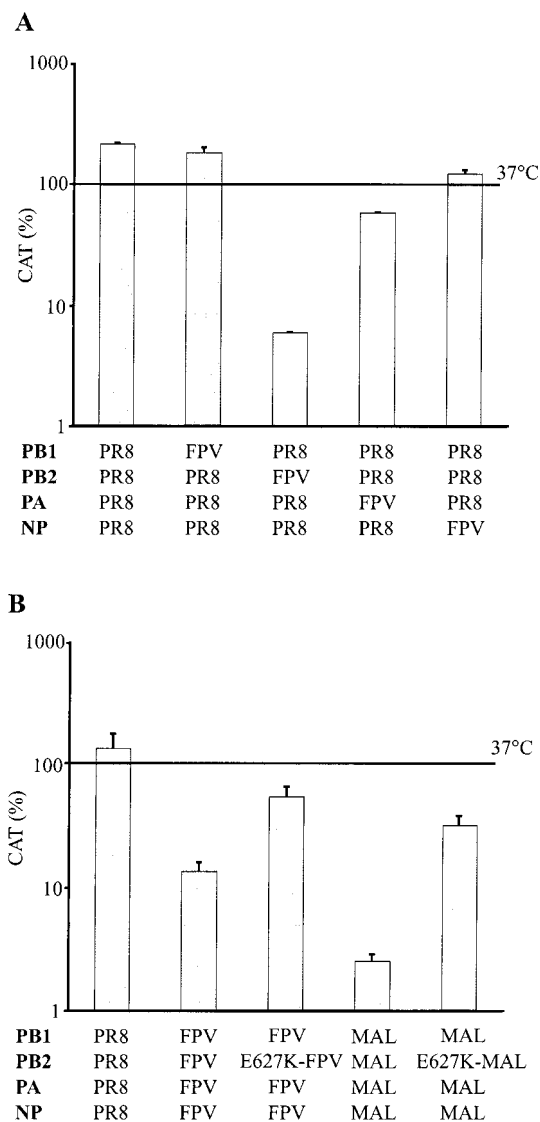 A
1000
100
10
1
CAT (%)
37°C
PB1 PR8 FPV PR8 PR8 PR8
PB2 PR8 PR8 FPV PR8 PR8
PA PR8 PR8 PR8 FPV PR8
NP PR8 PR8 PR8 PR8 FPV
B
1000
100
10
1
CAT (%)
37°C
PB1 PR8 FPV FPV MAL MAL
PB2 PR8 FPV E627K-FPV MAL E627K-MAL
PA PR8 FPV FPV MAL MAL
NP PR8 FPV FPV MAL MAL